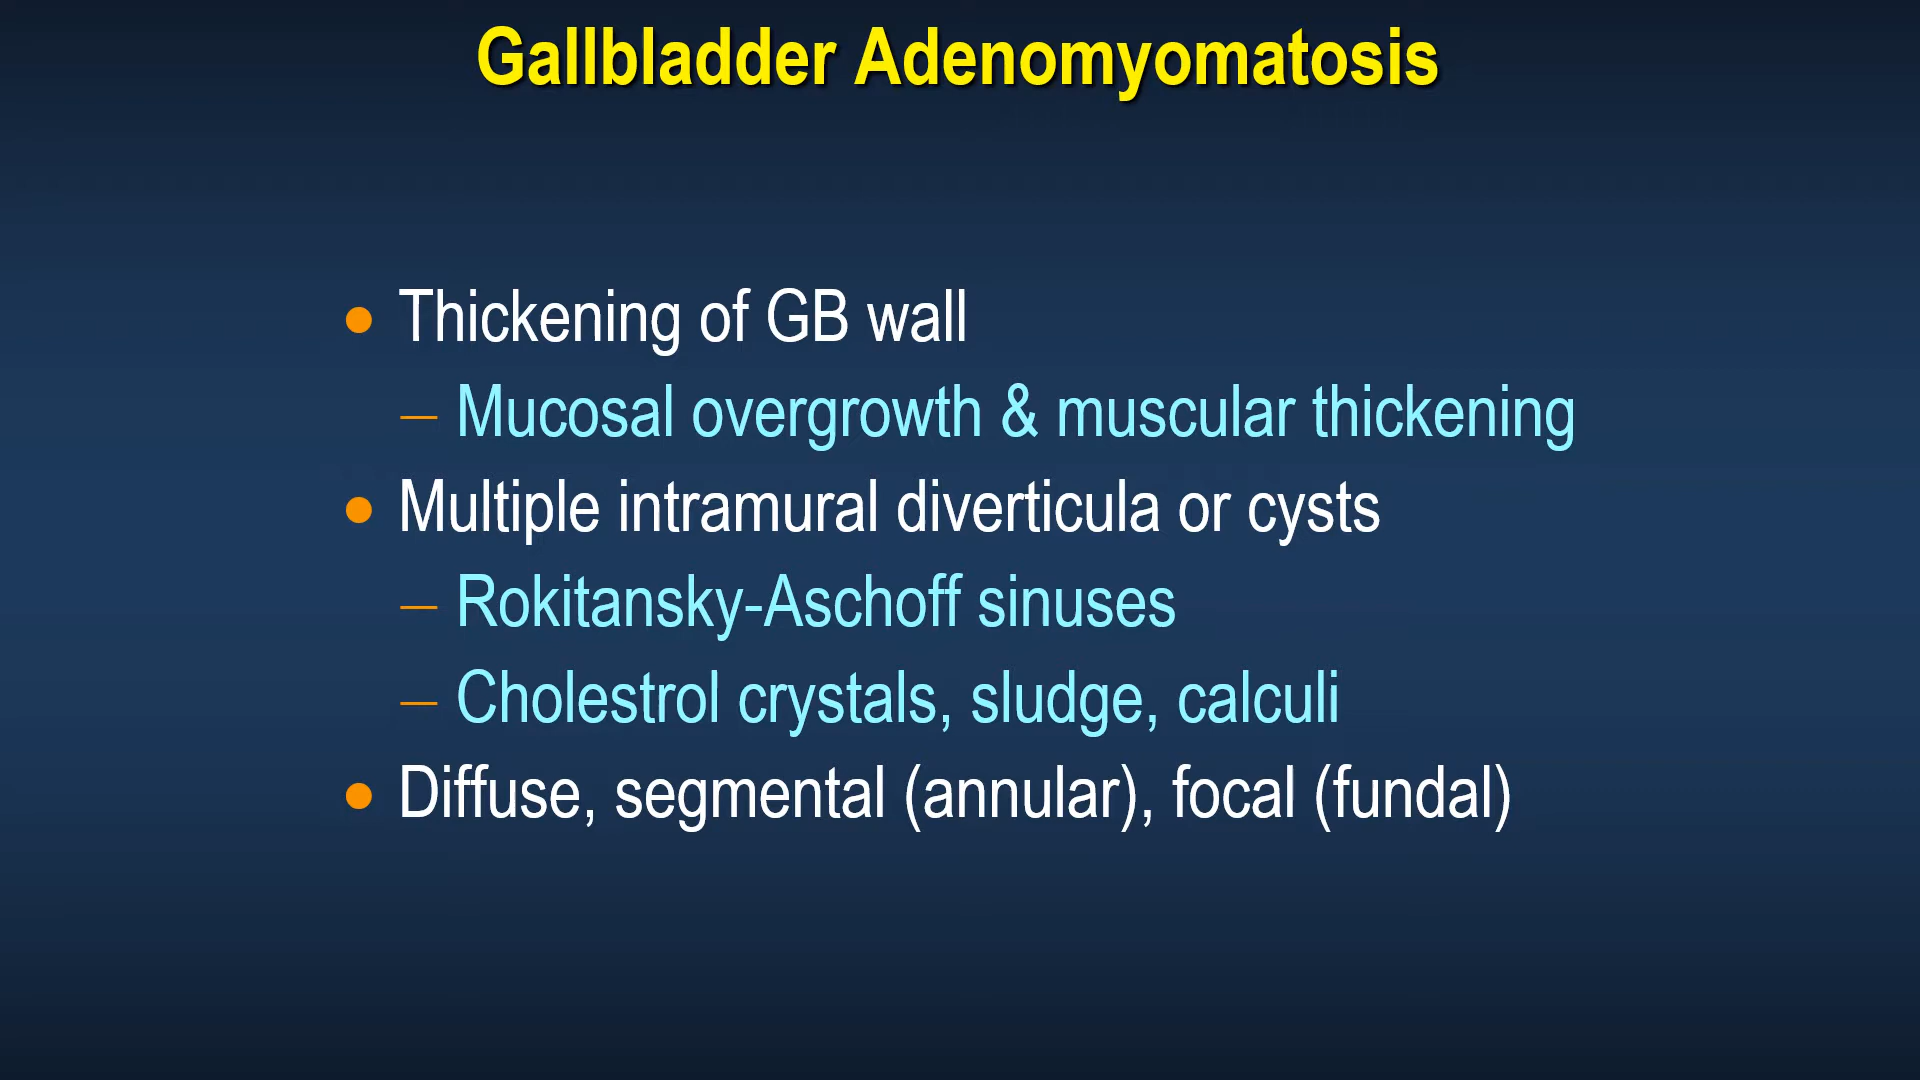 Gallbladder Adenomyomatosis
• Thickening of GB wall
– Mucosal overgrowth & muscular thickening
• Multiple intramural diverticula or cysts
– Rokitansky-Aschoff sinuses
– Cholestrol crystals, sludge, calculi
• Diffuse, segmental (annular), focal (fundal)